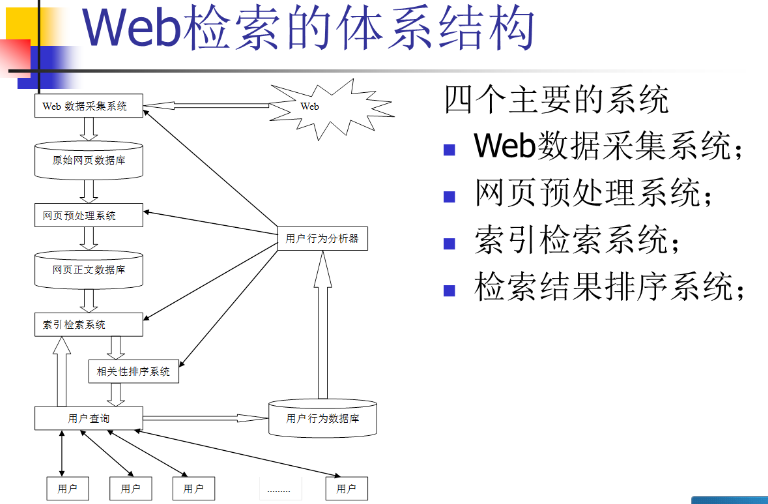 Web检索的体系结构
Web 数据采集系统
Web
原始网页数据库
网页预处理系统
用户行为分析器
网页正文数据库
索引检索系统
相关性排序系统
用户查询
用户行为数据库
用户
用户
用户
.........
用户
四个主要的系统
Web数据采集系统；
网页预处理系统；
索引检索系统；
检索结果排序系统；